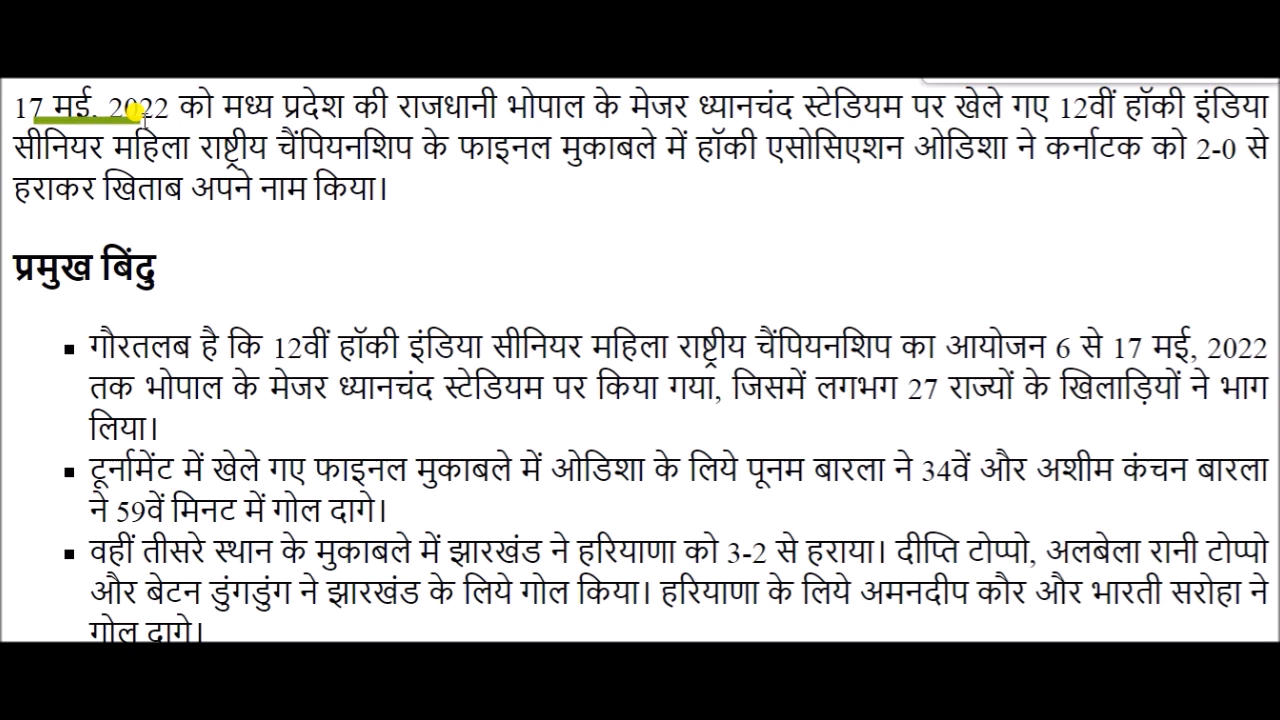 17 मई, 2022 को मध्य प्रदेश की राजधानी भोपाल के मेजर ध्यानचंद स्टेडियम पर खेले गए 12वीं हॉकी इंडिया
सीनियर महिला राष्ट्रीय चैंपियनशिप के फाइनल मुकाबले में हॉकी एसोसिएशन ओडिशा ने कर्नाटक को 2-0 से
हराकर खिताब अपने नाम किया।
प्रमुख बिंदु
▪ गौरतलब है कि 12वीं हॉकी इंडिया सीनियर महिला राष्ट्रीय चैंपियनशिप का आयोजन 6 से 17 मई, 2022
तक भोपाल के मेजर ध्यानचंद स्टेडियम पर किया गया, जिसमें लगभग 27 राज्यों के खिलाड़ियों ने भाग
लिया।
▪ टूर्नामेंट में खेले गए फाइनल मुकाबले में ओडिशा के लिये पूनम बारला ने 34वें और अशीम कंचन बारला
ने 59वें मिनट में गोल दागे।
▪ वहीं तीसरे स्थान के मुकाबले में झारखंड ने हरियाणा को 3-2 से हराया। दीप्ति टोप्पो, अलबेला रानी टोप्पो
और बेटन डुंगडुंग ने झारखंड के लिये गोल किया। हरियाणा के लिये अमनदीप कौर और भारती सरोहा ने
गोल दागे।